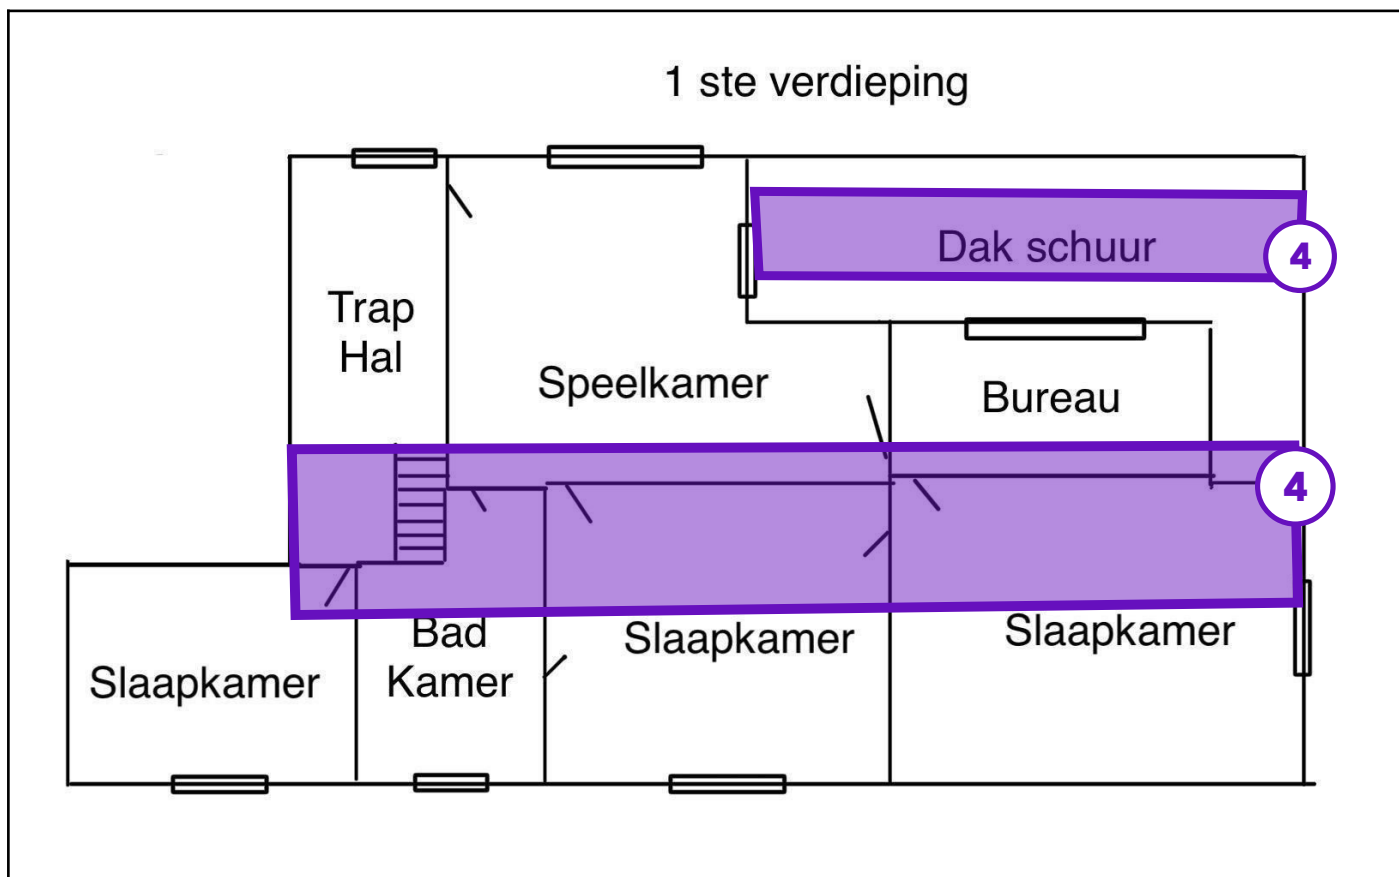 1 ste verdieping
Dak schuur
4
Trap
Hal
Speelkamer
Bureau
4
Bad
Kamer
Slaapkamer
Slaapkamer
Slaapkamer